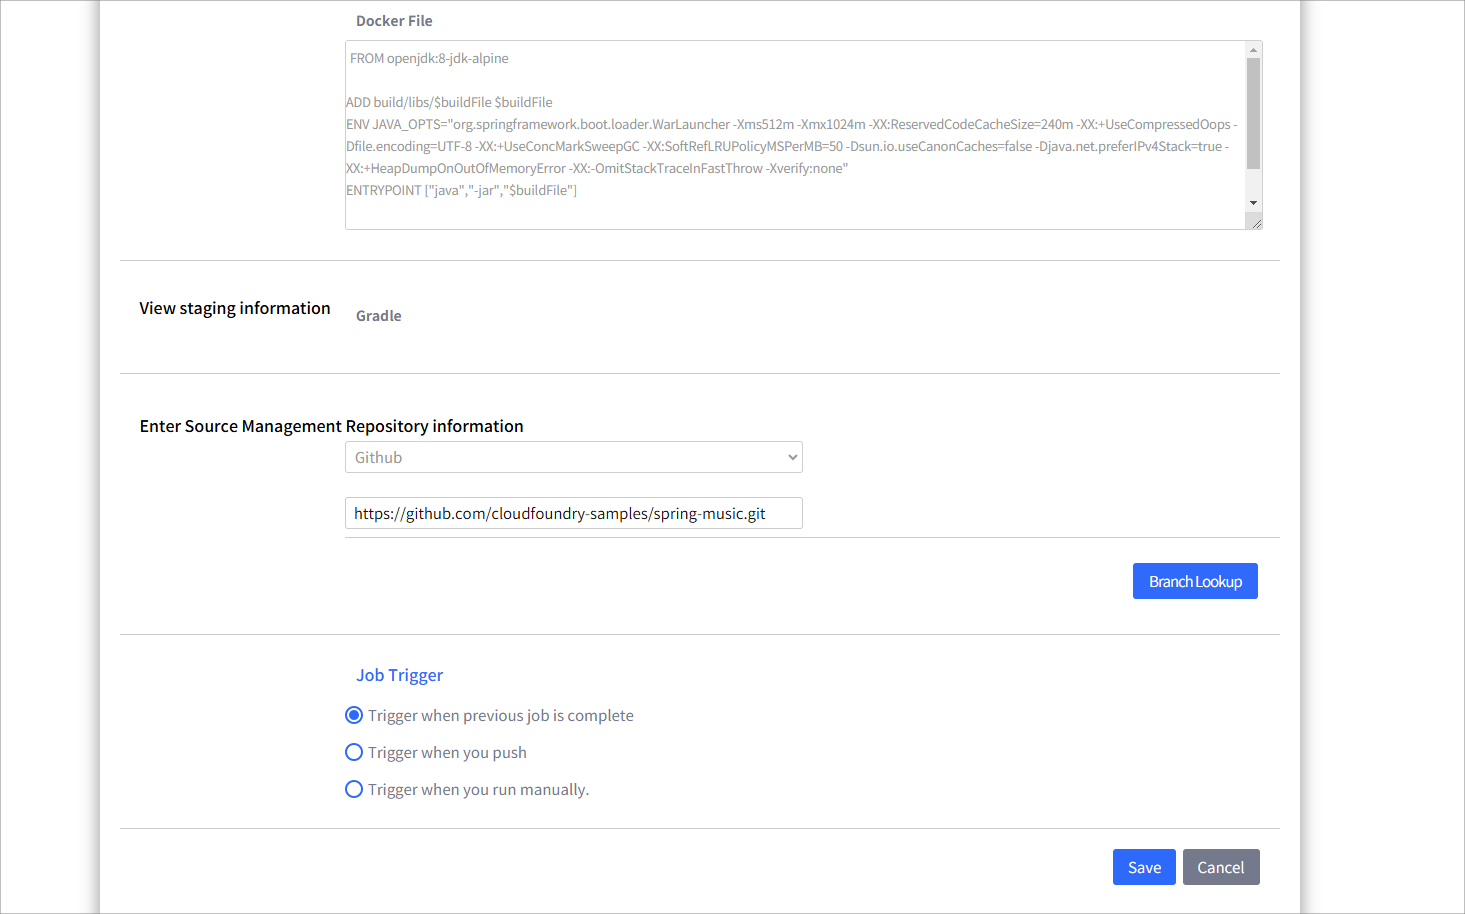 Docker File
FROM openjdk:8-jdk-alpine
ADD build/libs/$buildFile $buildFile
ENV JAVA_OPTS="org.springframework.boot.loader.WarLauncher -Xms512m -Xmx1024m -XX:ReservedCodeCacheSize=240m -XX:+UseCompressedOops -
Dfile.encoding=UTF-8 -XX:+UseConcMarkSweepGC -XX:SoftRefLRUPolicyMSPerMB=50 -Dsun.io.useCanonCaches=false -Djava.net.preferIPv4Stack=true -
XX:+HeapDumpOnOutOfMemoryError -XX:-OmitStackTraceInFastThrow -Xverify:none"
ENTRYPOINT ["java","-jar","$buildFile"]
View staging information
Gradle
Enter Source Management Repository information
Github
https://github.com/cloudfoundry-samples/spring-music.git
Branch Lookup
Job Trigger
Trigger when previous job is complete
Trigger when you push
Trigger when you run manually.
Save
Cancel